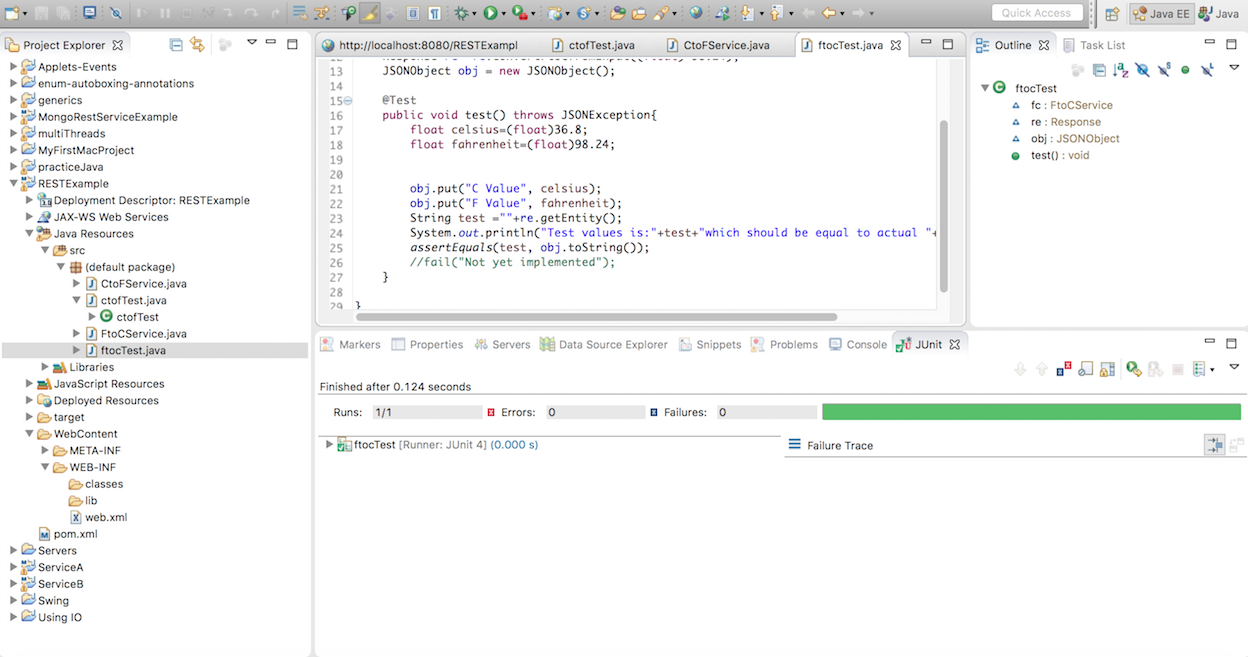 Quick Access
Java EE
Java
Project Explorer
Applets-Events
enum-autoboxing-annotations
generics
MongoRestServiceExample
multiThreads
MyFirstMacProject
practiceJava
RESTExample
Deployment Descriptor: RESTExample
JAX-WS Web Services
Java Resources
src
(default package)
CtoFService.java
ctofTest.java
ctofTest
FtoCService.java
ftocTest.java
Libraries
JavaScript Resources
Deployed Resources
target
WebContent
META-INF
WEB-INF
classes
lib
web.xml
pom.xml
Servers
ServiceA
ServiceB
Swing
Using IO
http://localhost:8080/RESTExampl
ctofTest.java
CtoFService.java
ftocTest.java
13 JSONObject obj = new JSONObject();
14
15 @Test
16 public void test() throws JSONException{
17 float celsius=(float)36.8;
18 float fahrenheit=(float)98.24;
19
20
21 obj.put("C Value", celsius);
22 obj.put("F Value", fahrenheit);
23 String test =""+re.getEntity();
24 System.out.println("Test values is:"+test+"which should be equal to actual "+
25 assertEquals(test, obj.toString());
26 //fail("Not yet implemented");
27 }
28
29 }
Outline
Task List
ftocTest
fc : FtoCService
re : Response
obj : JSONObject
test() : void
Markers
Properties
Servers
Data Source Explorer
Snippets
Problems
Console
JUnit
Finished after 0.124 seconds
Runs: 1/1
Errors: 0
Failures: 0
ftocTest [Runner: JUnit 4] (0.000 s)
Failure Trace